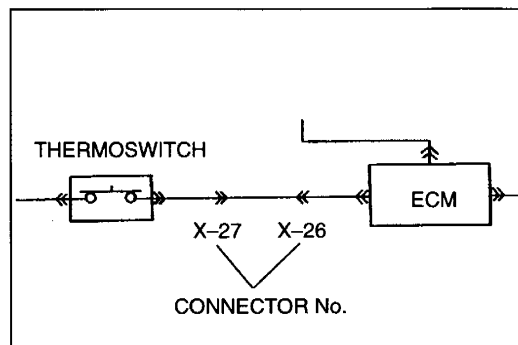 THERMOSWITCH
ECM
X–27 X–26
CONNECTOR No.